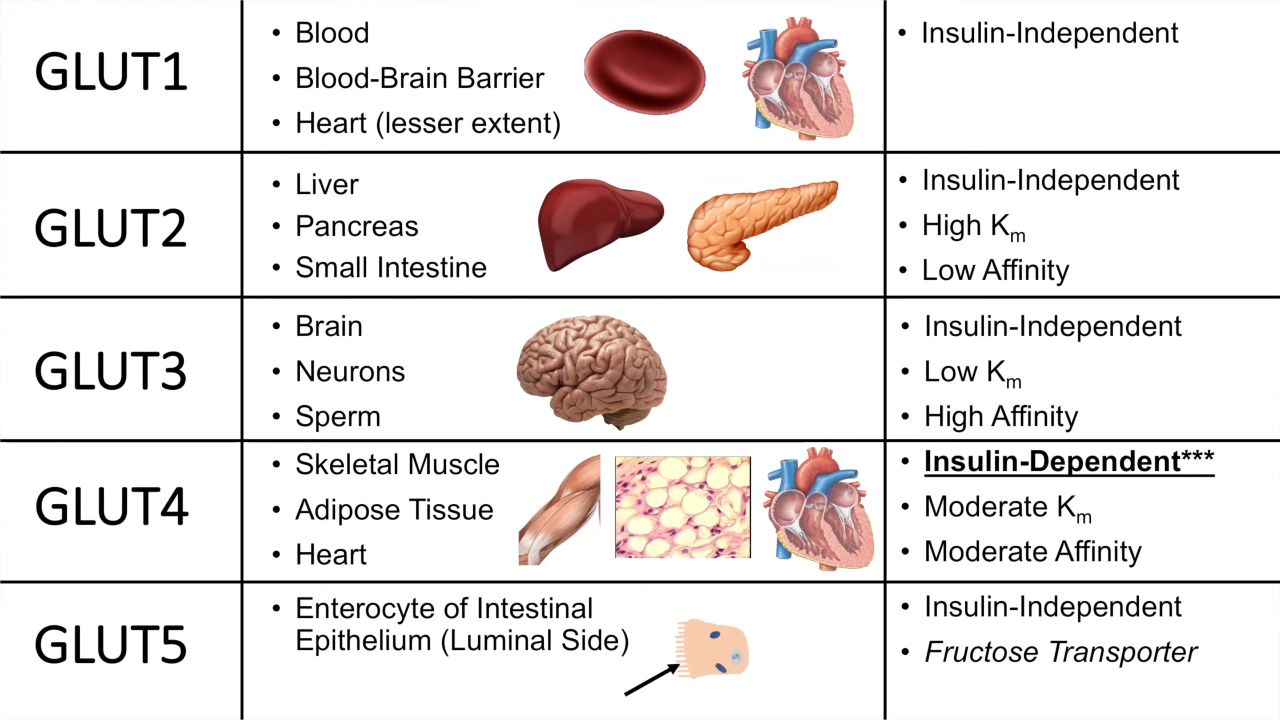 GLUT1
• Blood
• Blood-Brain Barrier
• Heart (lesser extent)
• Insulin-Independent
GLUT2
• Liver
• Pancreas
• Small Intestine
• Insulin-Independent
• High Km
• Low Affinity
GLUT3
• Brain
• Neurons
• Sperm
• Insulin-Independent
• Low Km
• High Affinity
GLUT4
• Skeletal Muscle
• Adipose Tissue
• Heart
• Insulin-Dependent***
• Moderate Km
• Moderate Affinity
GLUT5
• Enterocyte of Intestinal
Epithelium (Luminal Side)
• Insulin-Independent
• Fructose Transporter